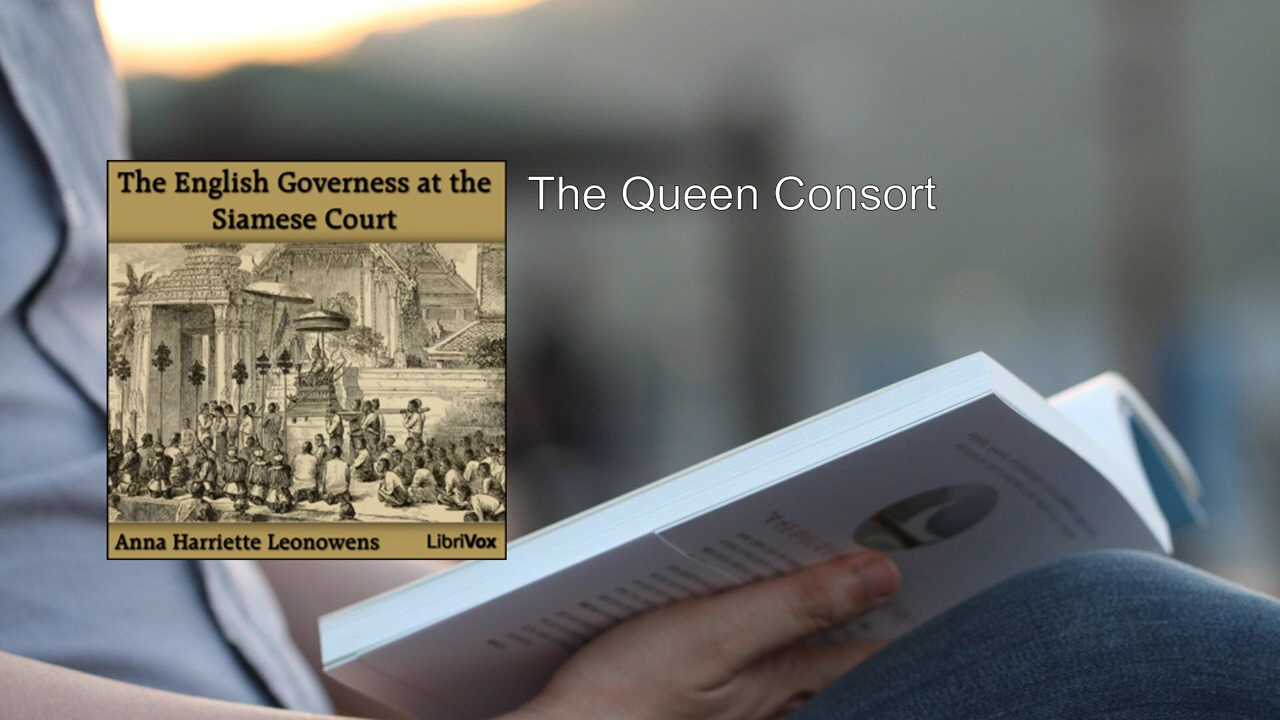 The English Governess at the
Siamese Court
Anna Harriette Leonowens
LibriVox
The Queen Consort